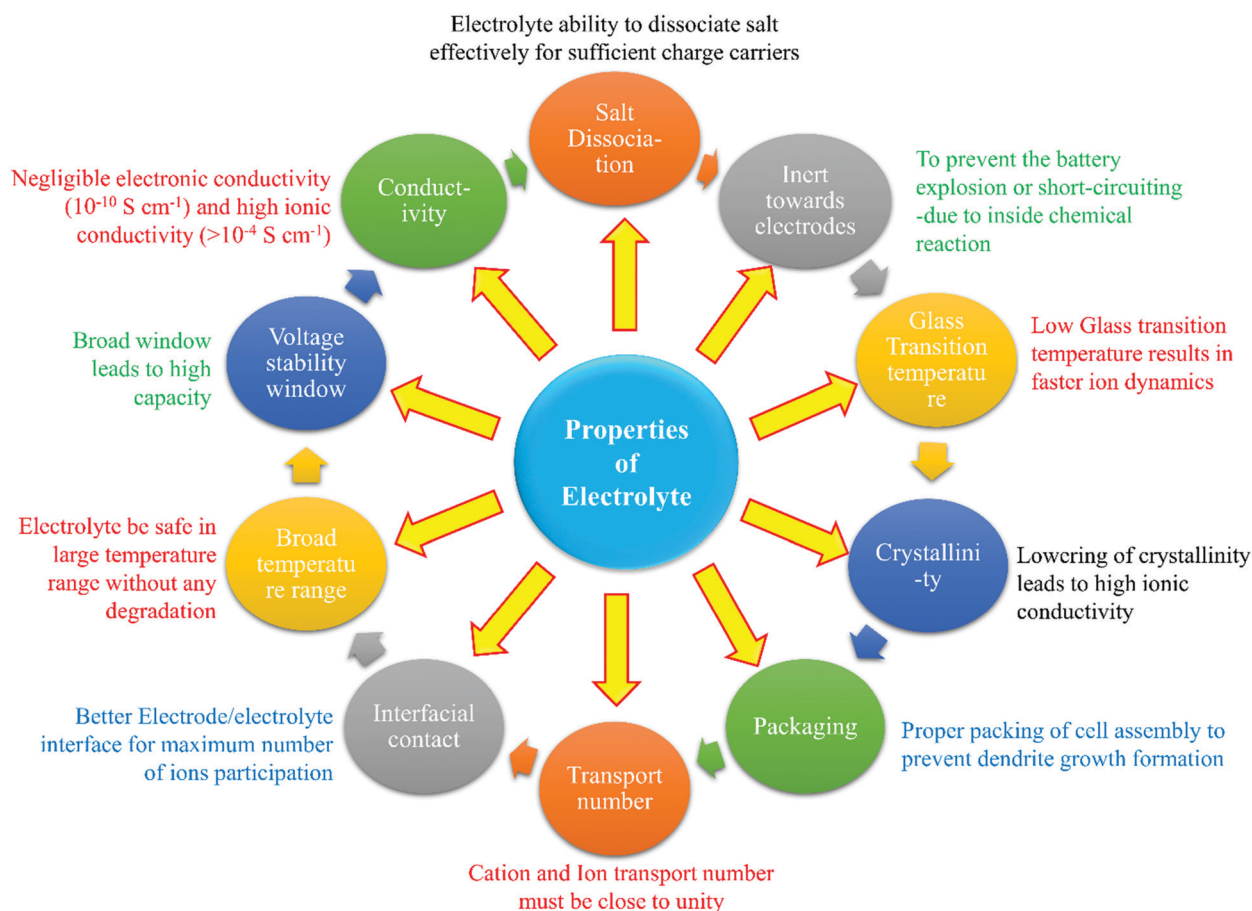 Electrolyte ability to dissociate salt
effectively for sufficient charge carriers
Salt
Dissocia-
tion
Inert
towards
electrodes
To prevent the battery
explosion or short-circuiting
-due to inside chemical
reaction
Glass
Transition
temperatu
re
Low Glass transition
temperature results in
faster ion dynamics
Crystallini
-ty
Lowering of crystallinity
leads to high ionic
conductivity
Packaging
Proper packing of cell assembly to
prevent dendrite growth formation
Transport
number
Cation and Ion transport number
must be close to unity
Interfacial
contact
Better Electrode/electrolyte
interface for maximum number
of ions participation
Broad
temperatu
re range
Electrolyte be safe in
large temperature
range without any
degradation
Voltage
stability
window
Broad window
leads to high
capacity
Conduct-
ivity
Negligible electronic conductivity
(10⁻¹⁰ S cm⁻¹) and high ionic
conductivity (>10⁻⁴ S cm⁻¹)
Properties
of
Electrolyte